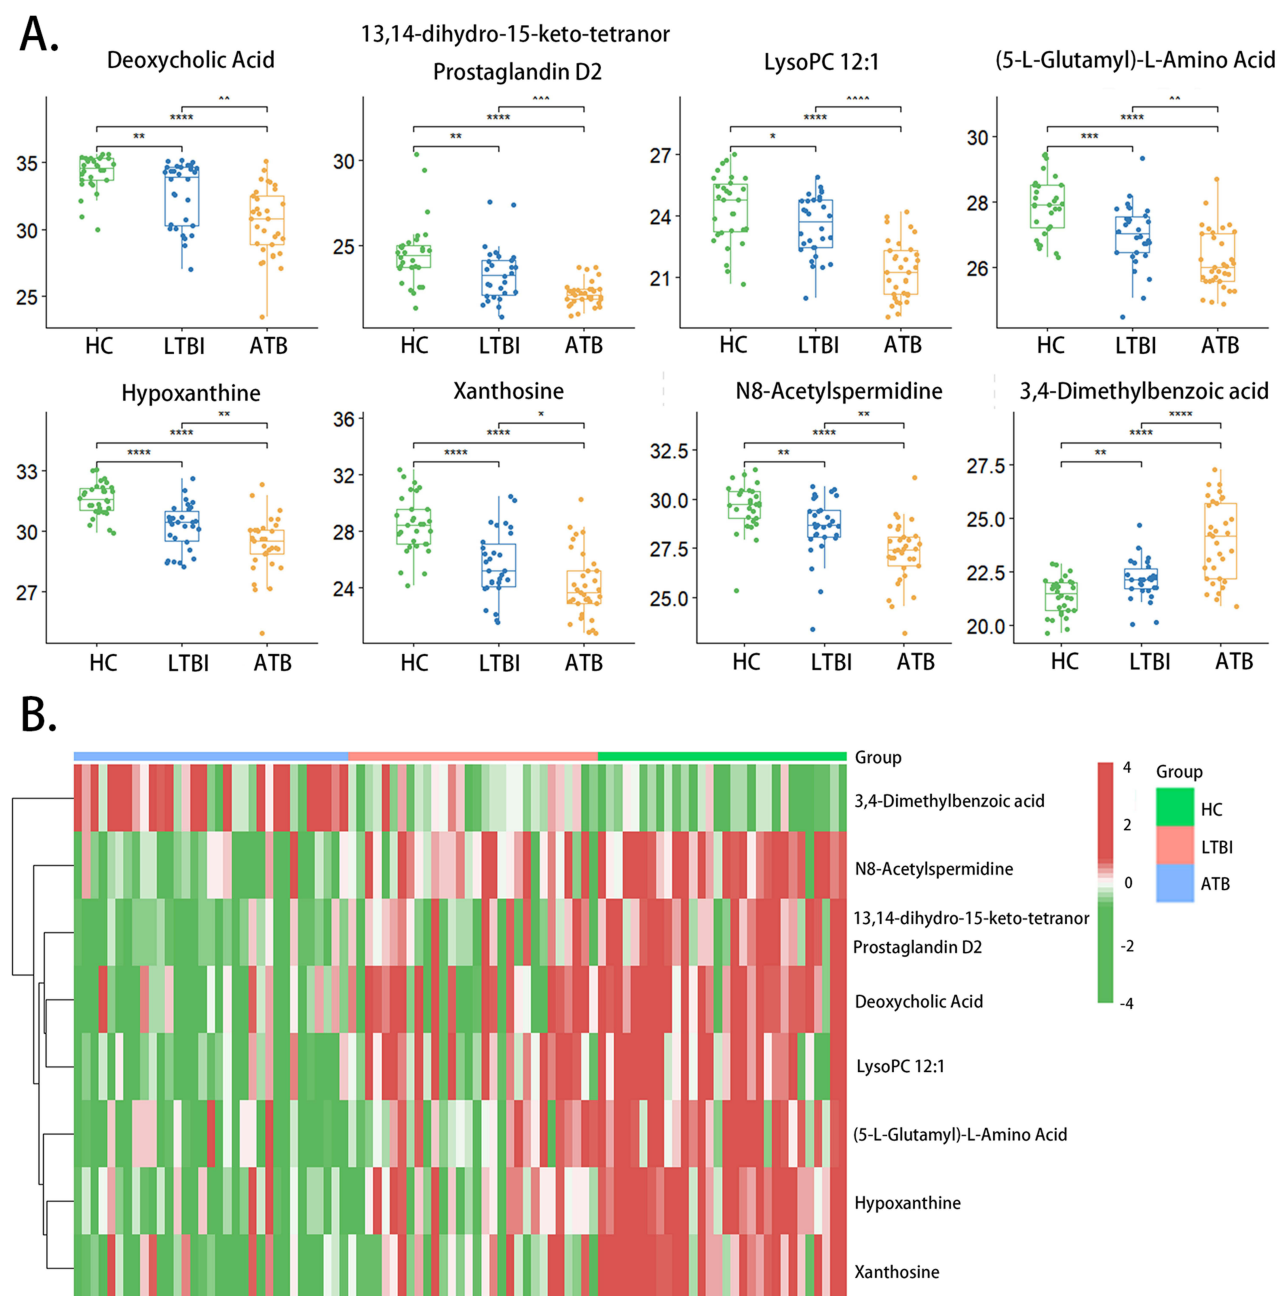 A.
Deoxycholic Acid
13,14-dihydro-15-keto-tetranor
Prostaglandin D2
LysoPC 12:1
(5-L-Glutamyl)-L-Amino Acid
** **** **
35
30
25
HC LTBI ATB
*** **** **
30
25
HC LTBI ATB
**** **** *
27
24
21
HC LTBI ATB
** **** ***
30
28
26
HC LTBI ATB
Hypoxanthine
Xanthosine
N8-Acetylspermidine
3,4-Dimethylbenzoic acid
** **** ****
33
30
27
HC LTBI ATB
* **** ****
36
32
28
24
HC LTBI ATB
** **** **
32.5
30.0
27.5
25.0
HC LTBI ATB
**** **** **
27.5
25.0
22.5
20.0
HC LTBI ATB
B.
Group
3,4-Dimethylbenzoic acid
N8-Acetylspermidine
13,14-dihydro-15-keto-tetranor
Prostaglandin D2
Deoxycholic Acid
LysoPC 12:1
(5-L-Glutamyl)-L-Amino Acid
Hypoxanthine
Xanthosine
4
2
0
-2
-4
Group
HC
LTBI
ATB